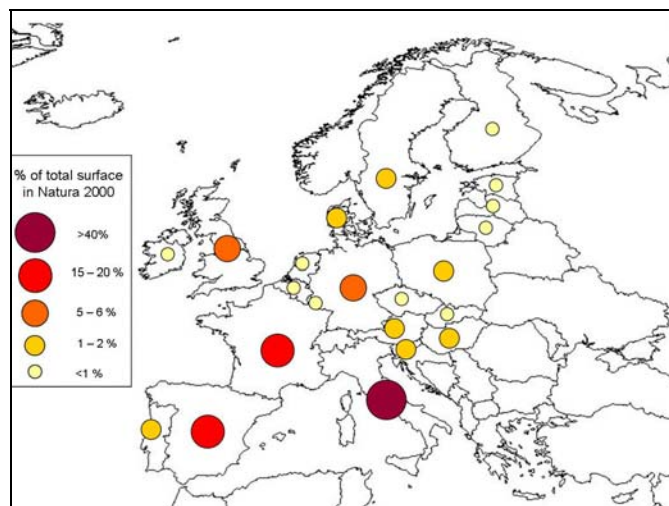 % of total surface
in Natura 2000
>40%
15 – 20 %
5 – 6 %
1 – 2 %
<1 %